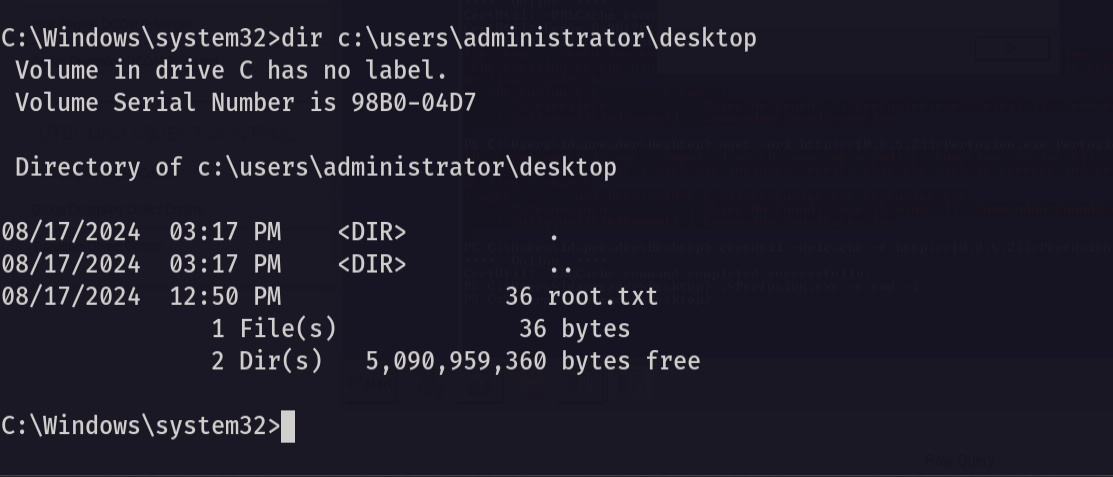 C:\Windows\system32>dir c:\users\administrator\desktop
 Volume in drive C has no label.
 Volume Serial Number is 98B0-04D7

 Directory of c:\users\administrator\desktop

08/17/2024  03:17 PM    <DIR>          .
08/17/2024  03:17 PM    <DIR>          ..
08/17/2024  12:50 PM                36 root.txt
               1 File(s)             36 bytes
               2 Dir(s)   5,090,959,360 bytes free

C:\Windows\system32>
Raw Query